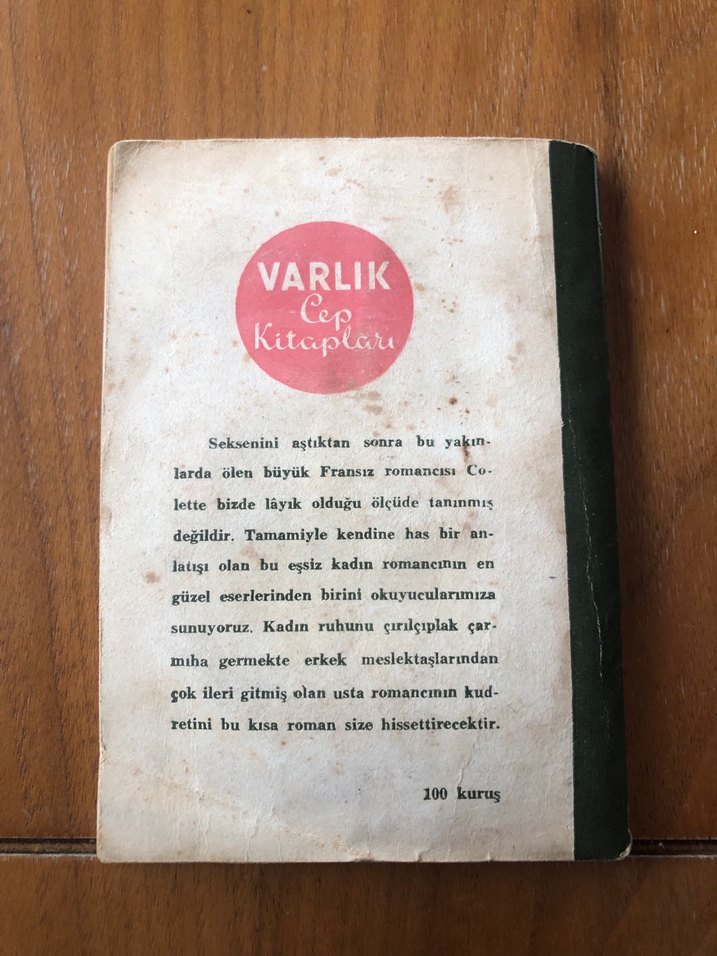 VARLIK
Cep
Kitapları
Seksenini aştıktan sonra bu yakın-
larda ölen büyük Fransız romancısı Co-
lette bizde lâyık olduğu ölçüde tanınmış
değildir. Tamamiyle kendine has bir an-
latışı olan bu eşsiz kadın romancının en
güzel eserlerinden birini okuyucularımıza
sunuyoruz. Kadın ruhunu çırılçıplak çar-
mıha germekte erkek meslektaşlarından
çok ileri gitmiş olan usta romancının kud-
retini bu kısa roman size hissettirecektir.
100 kuruş